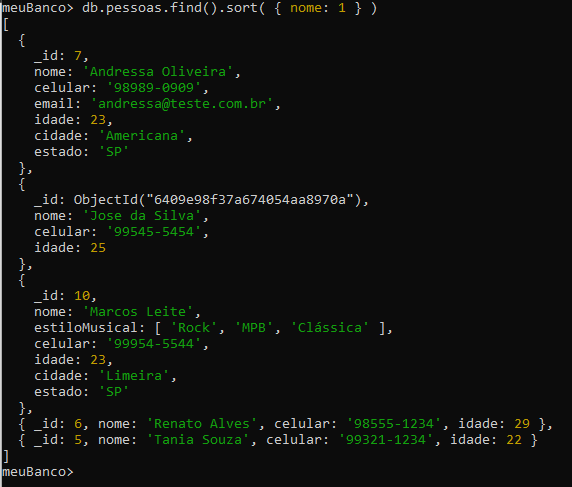 meuBanco> db.pessoas.find().sort( { nome: 1 } )
[
  {
    _id: 7,
    nome: 'Andressa Oliveira',
    celular: '98989-0909',
    email: 'andressa@teste.com.br',
    idade: 23,
    cidade: 'Americana',
    estado: 'SP'
  },
  {
    _id: ObjectId("6409e98f37a674054aa8970a"),
    nome: 'Jose da Silva',
    celular: '99545-5454',
    idade: 25
  },
  {
    _id: 10,
    nome: 'Marcos Leite',
    estiloMusical: [ 'Rock', 'MPB', 'Clássica' ],
    celular: '99954-5544',
    idade: 23,
    cidade: 'Limeira',
    estado: 'SP'
  },
  { _id: 6, nome: 'Renato Alves', celular: '98555-1234', idade: 29 },
  { _id: 5, nome: 'Tania Souza', celular: '99321-1234', idade: 22 }
]
meuBanco>